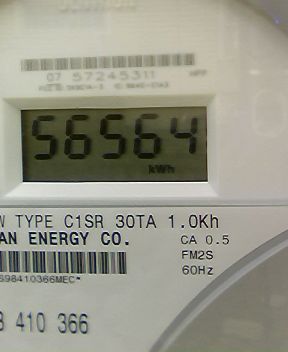 07 57245311
56564
kWh
TYPE C1SR 30TA 1.0Kh
AN ENERGY CO.
CA 0.5
FM2S
60Hz
98410366MEC*
410 366